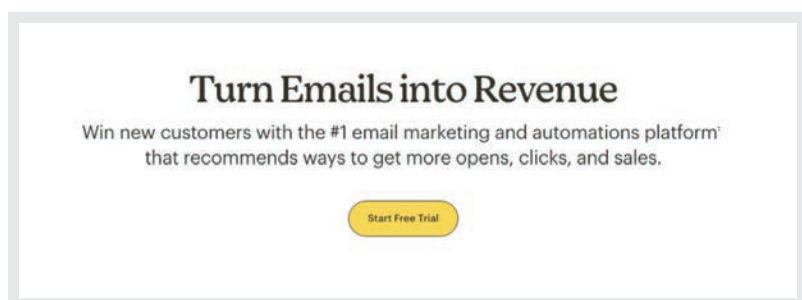 Turn Emails into Revenue
Win new customers with the #1 email marketing and automations platform
that recommends ways to get more opens, clicks, and sales.
Start Free Trial